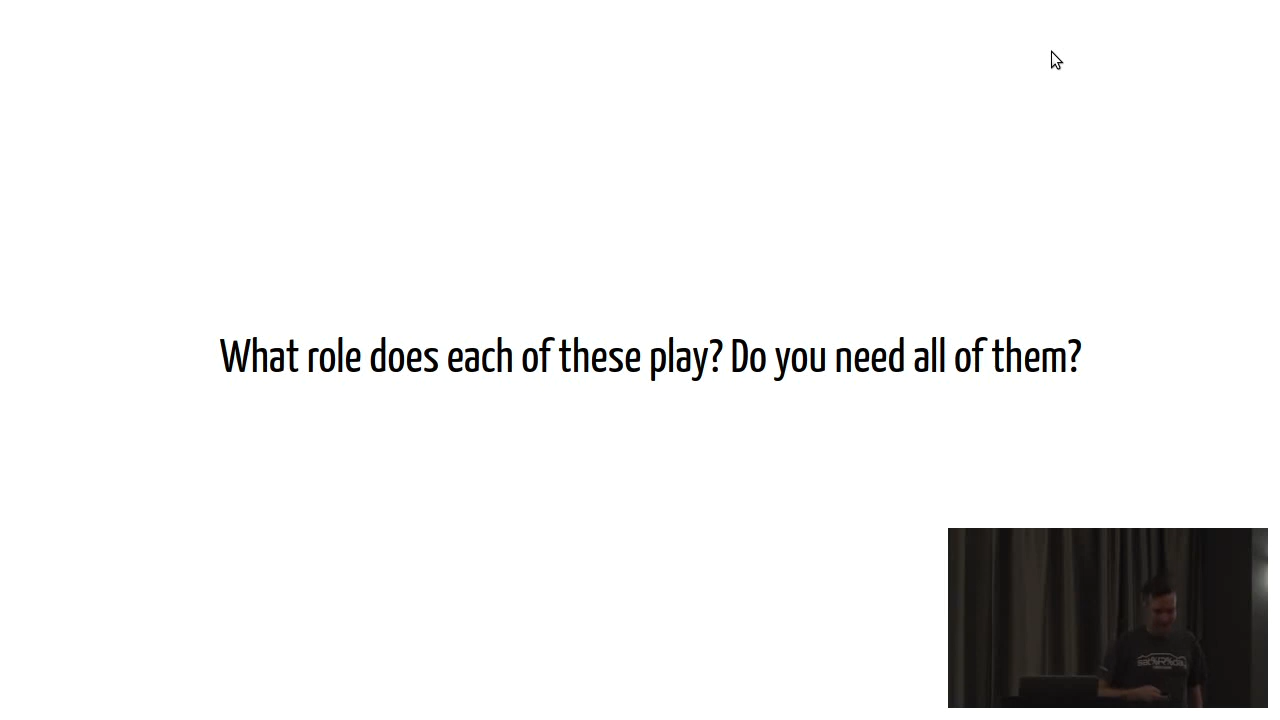 What role does each of these play? Do you need all of them?